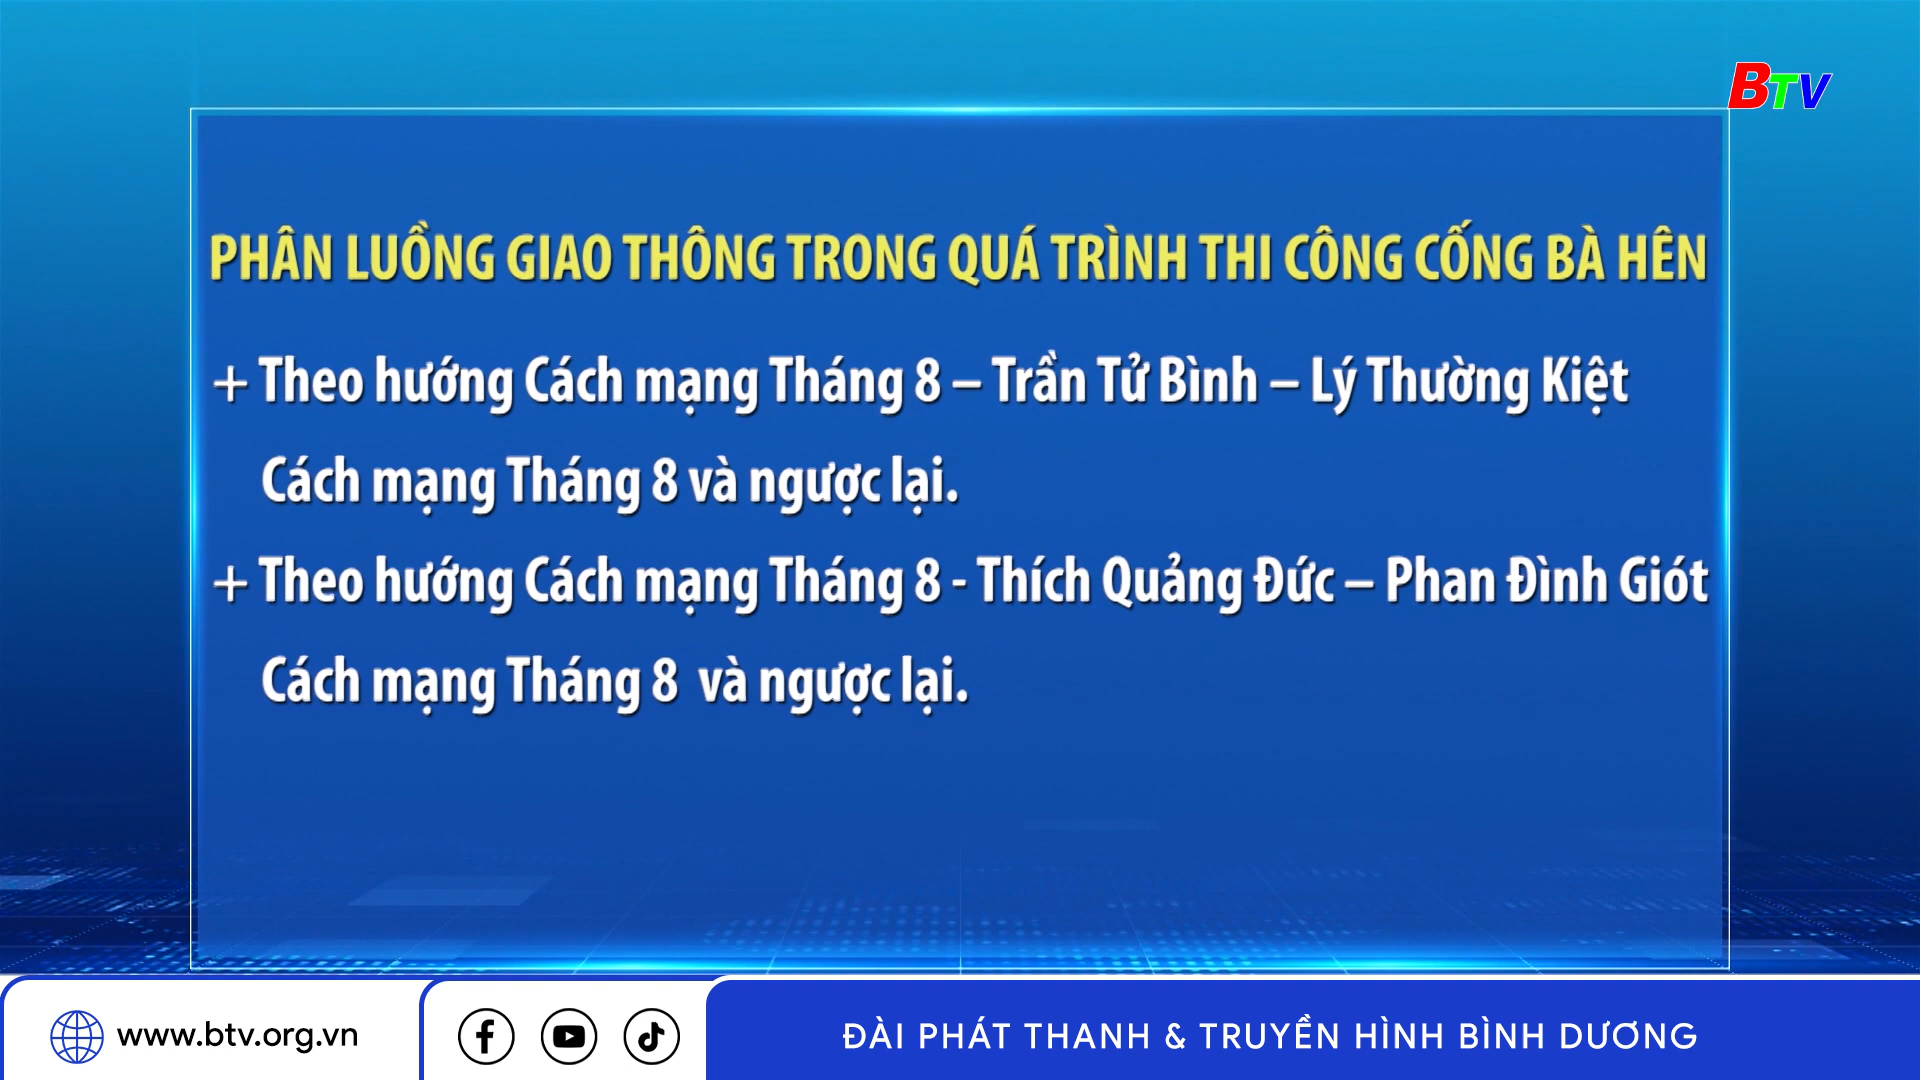 BTV
PHÂN LUỒNG GIAO THÔNG TRONG QUÁ TRÌNH THI CÔNG CỐNG BÀ HÊN
+ Theo hướng Cách mạng Tháng 8 – Trần Tử Bình – Lý Thường Kiệt
Cách mạng Tháng 8 và ngược lại.
+ Theo hướng Cách mạng Tháng 8 - Thích Quảng Đức – Phan Đình Giót
Cách mạng Tháng 8 và ngược lại.
www.btv.org.vn
ĐÀI PHÁT THANH & TRUYỀN HÌNH BÌNH DƯƠNG